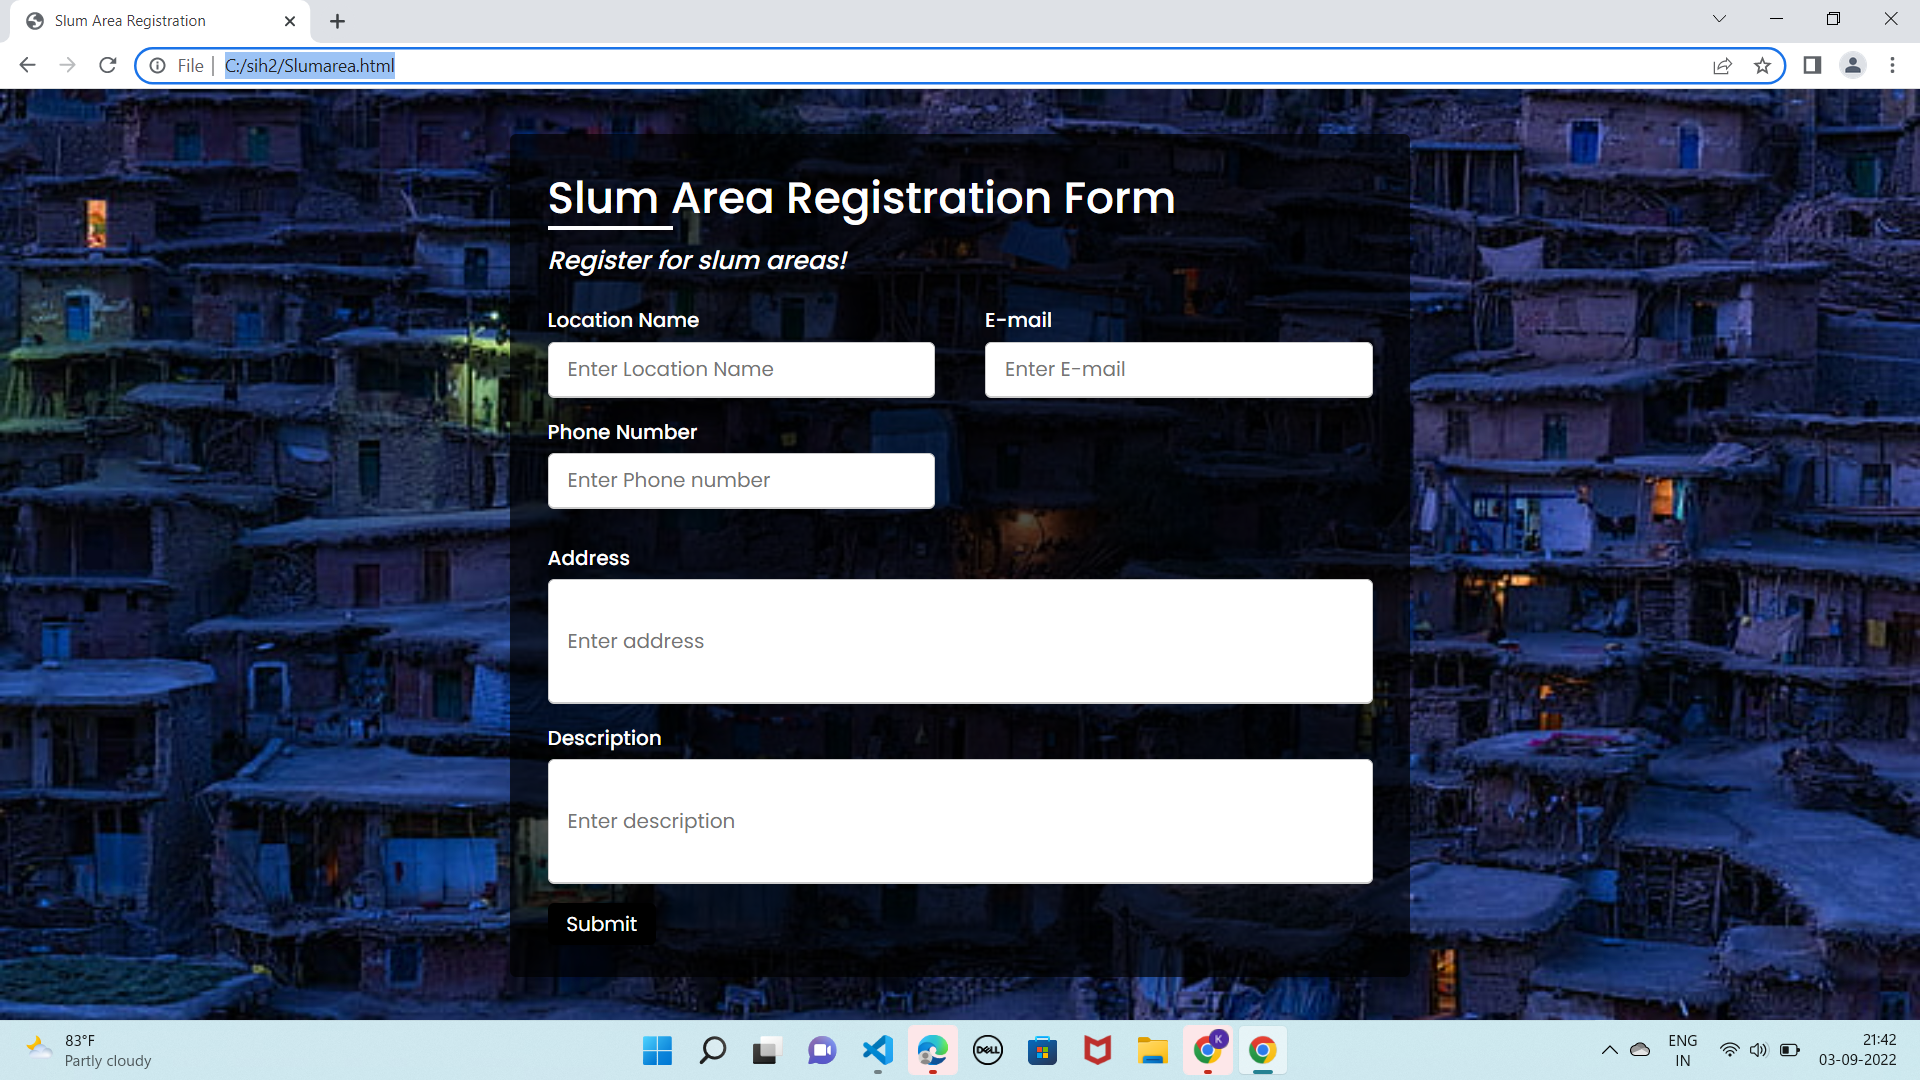 Slum Area Registration
File | C:/sih2/Slumarea.html
Slum Area Registration Form
Register for slum areas!
Location Name
E-mail
Enter Location Name
Enter E-mail
Phone Number
Enter Phone number
Address
Enter address
Description
Enter description
Submit
83°F
Partly cloudy
DELL
K
ENG
IN
21:42
03-09-2022